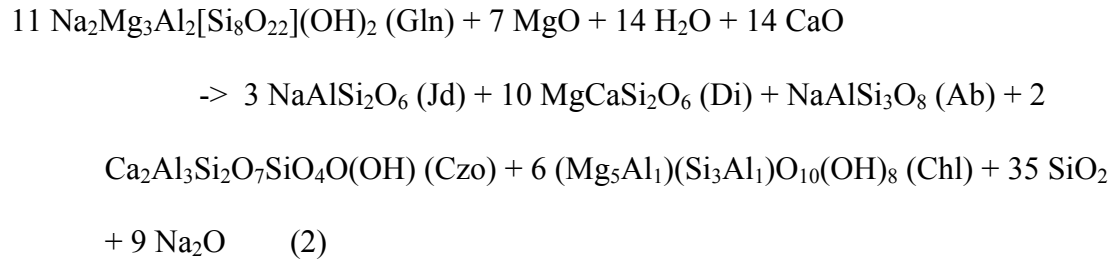 11 Na₂Mg₃Al₂[Si₈O₂₂](OH)₂ (Gln) + 7 MgO + 14 H₂O + 14 CaO
-> 3 NaAlSi₂O₆ (Jd) + 10 MgCaSi₂O₆ (Di) + NaAlSi₃O₈ (Ab) + 2
Ca₂Al₃Si₂O₇SiO₄O(OH) (Czo) + 6 (Mg₅Al₁)(Si₃Al₁)O₁₀(OH)₈ (Chl) + 35 SiO₂
+ 9 Na₂O (2)